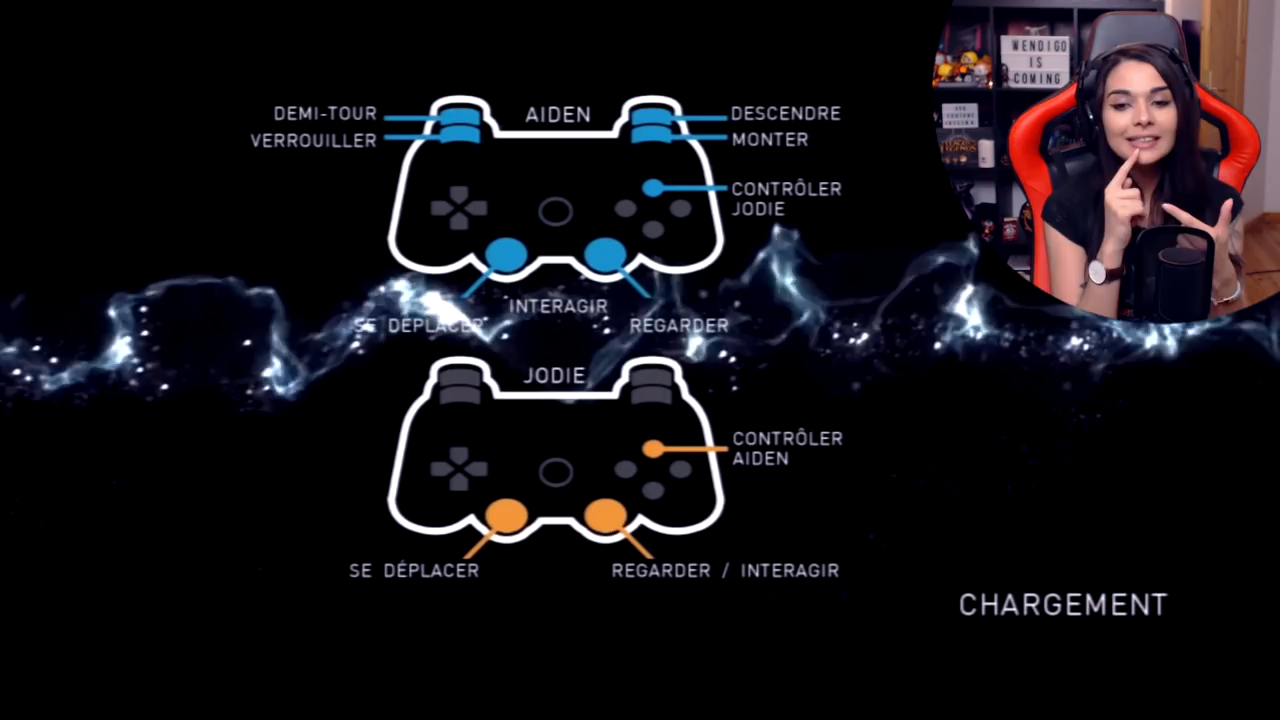 WENDIGO
IS
COMING
DEMI-TOUR
AIDEN
DESCENDRE
VERROUILLER
MONTER
CONTRÔLER
JODIE
INTERAGIR
SE DÉPLACER
REGARDER
JODIE
CONTRÔLER
AIDEN
SE DÉPLACER
REGARDER / INTERAGIR
CHARGEMENT